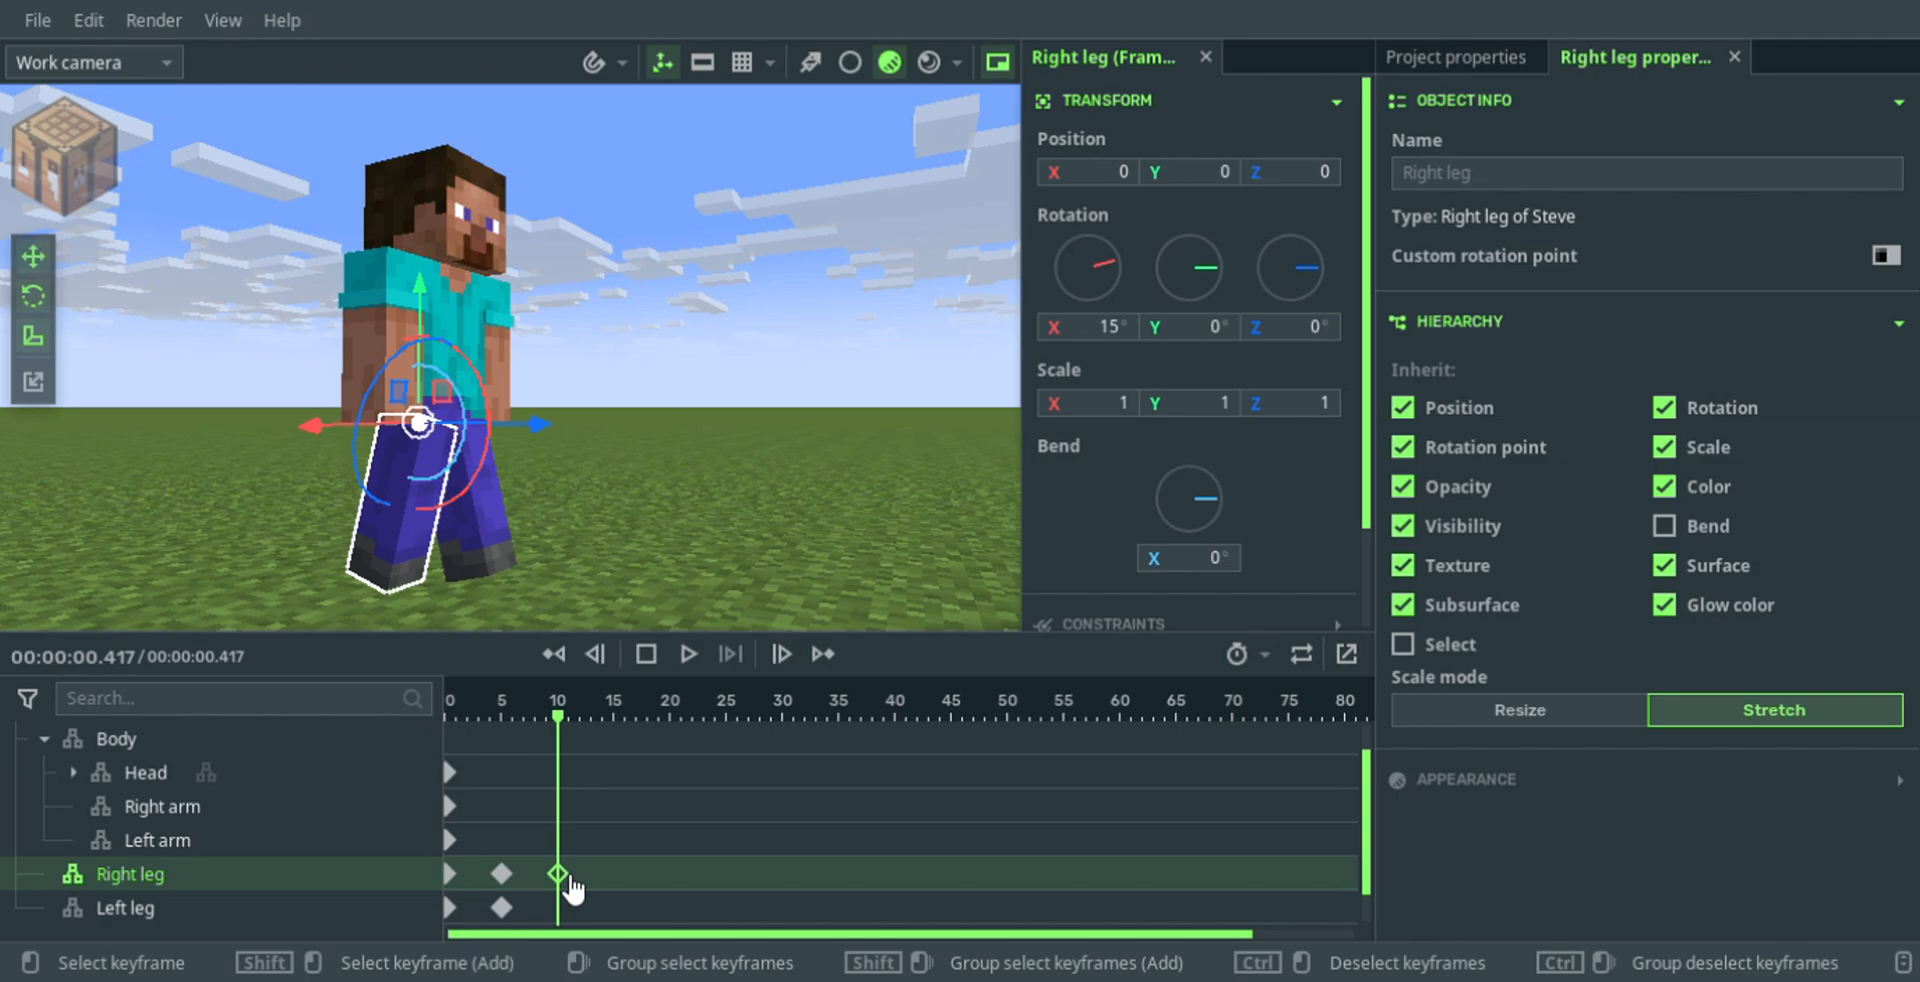 File Edit Render View Help
Work camera
Right leg (Fram...
Project properties
Right leg proper...
TRANSFORM
Position
X 0 Y 0 Z 0
Rotation
X 15° Y 0° Z 0°
Scale
X 1 Y 1 Z 1
Bend
X 0°
CONSTRAINTS
OBJECT INFO
Name
Right leg
Type: Right leg of Steve
Custom rotation point
HIERARCHY
Inherit:
Position Rotation
Rotation point Scale
Opacity Color
Visibility Bend
Texture Surface
Subsurface Glow color
Select
Scale mode
Resize Stretch
APPEARANCE
00:00:00.417 / 00:00:00.417
Search...
0 5 10 15 20 25 30 35 40 45 50 55 60 65 70 75 80
Body
Head
Right arm
Left arm
Right leg
Left leg
Select keyframe Shift Select keyframe (Add) Group select keyframes Shift Group select keyframes (Add) Ctrl Deselect keyframes Ctrl Group deselect keyframes